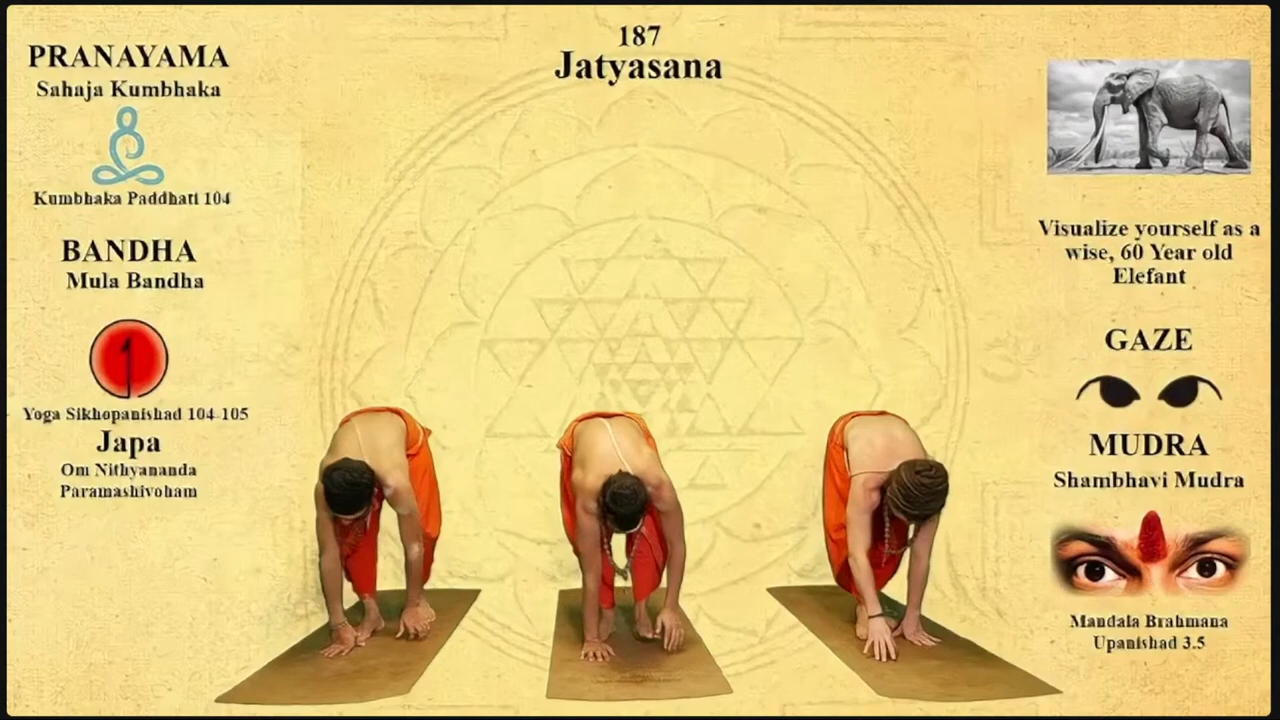 187
Jatyasana
PRANAYAMA
Sahaja Kumbhaka
Kumbhaka Paddhati 104
BANDHA
Mula Bandha
1
Yoga Sikhopanishad 104-105
Japa
Om Nithyananda
Paramashivoham
Visualize yourself as a
wise, 60 Year old
Elefant
GAZE
MUDRA
Shambhavi Mudra
Mandala Brahmana
Upanishad 3.5